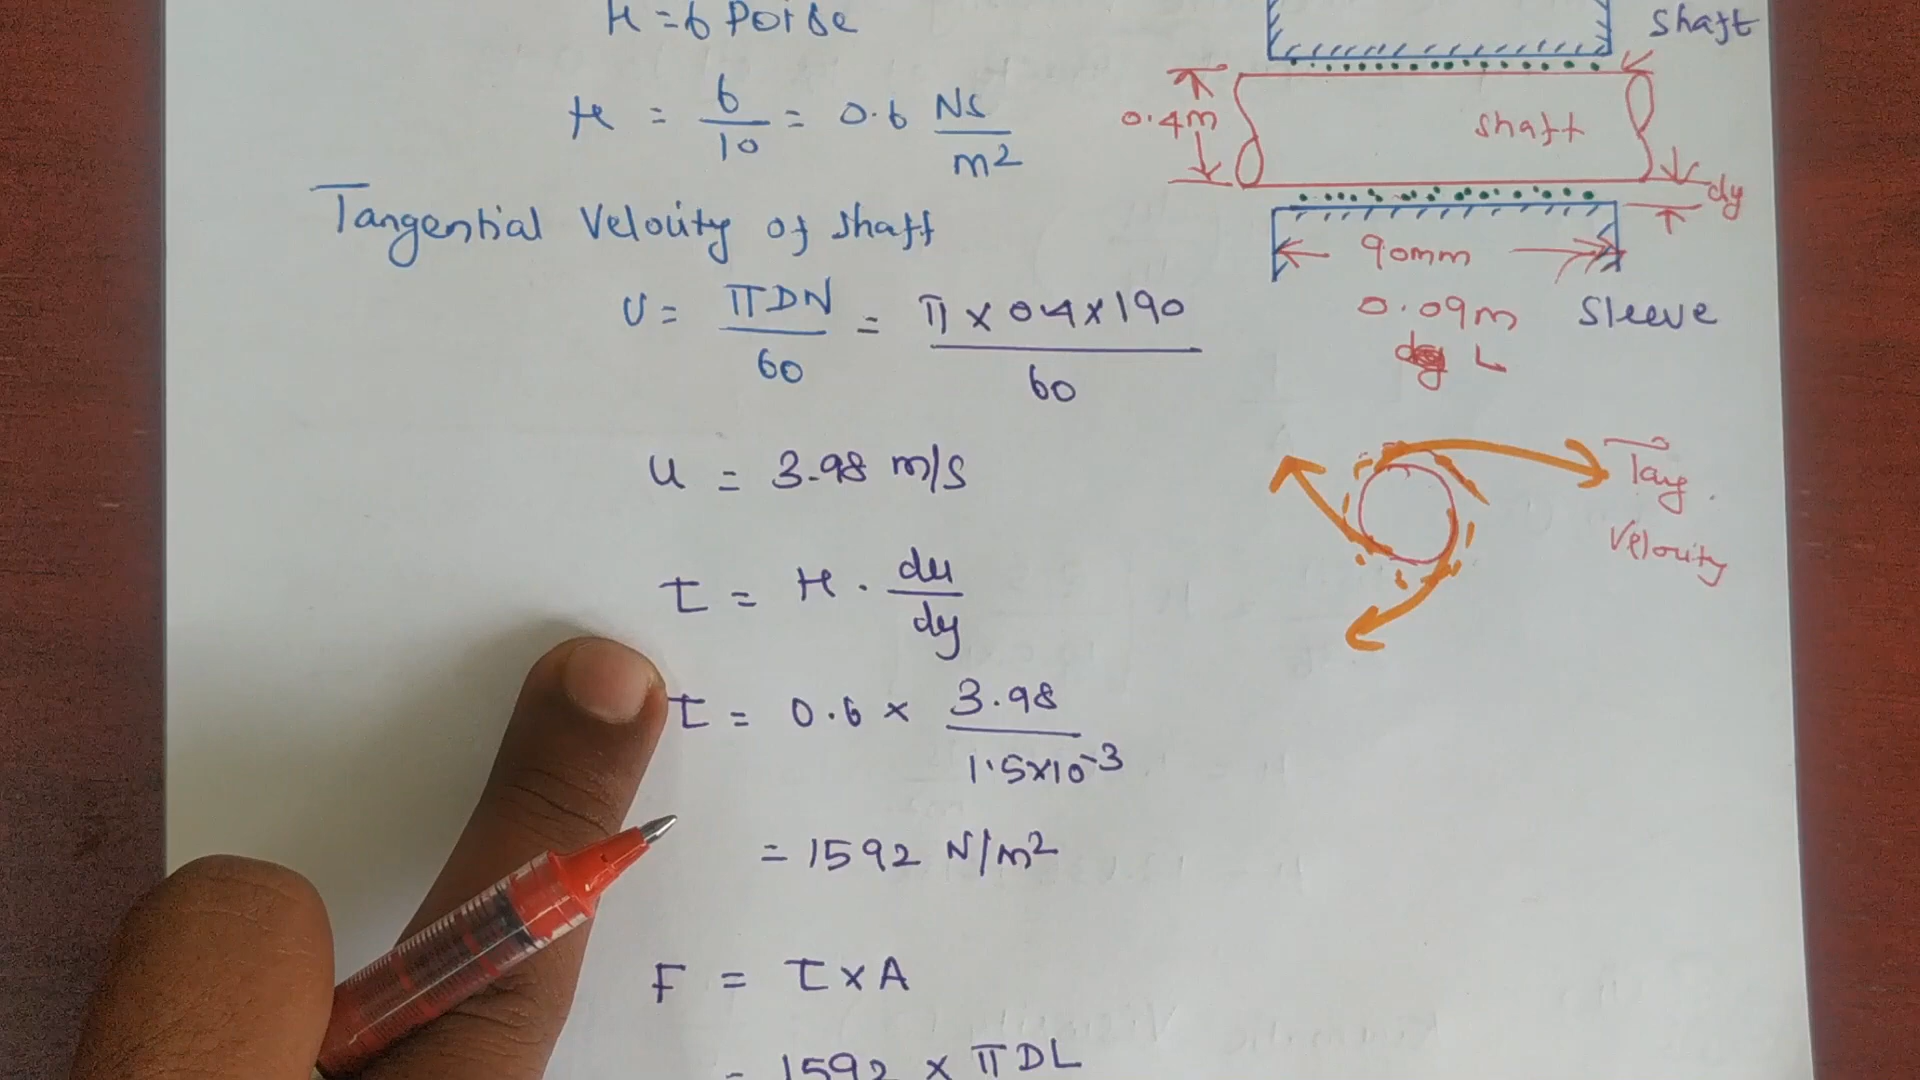 μ = 6 Poise
μ = 6/10 = 0.6 Ns/m2
Tangential Velocity of Shaft
U = πDN/60 = π × 0.4 × 190/60
u = 3.98 m/s
τ = μ . du/dy
τ = 0.6 × 3.98/1.5×10-3
= 1592 N/m2
F = τ × A
= 1592 × πDL
Shaft
0.4m
Shaft
dy
90mm
0.09m
Sleeve
L
Tang.
Velocity